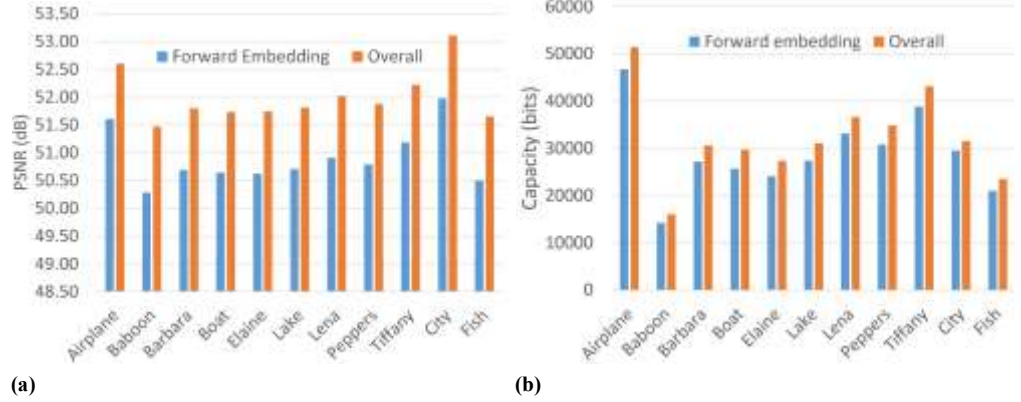 53.50
53.00
52.50
52.00
51.50
51.00
50.50
50.00
49.50
49.00
48.50
PSNR (dB)
Forward Embedding Overall
Airplane
Baboon
Barbara
Boat
Elaine
Lake
Lena
Peppers
Tiffany
City
Fish
(a)
60000
50000
40000
30000
20000
10000
0
Capacity (bits)
Forward embedding Overall
Airplane
Baboon
Barbara
Boat
Elaine
Lake
Lena
Peppers
Tiffany
City
Fish
(b)